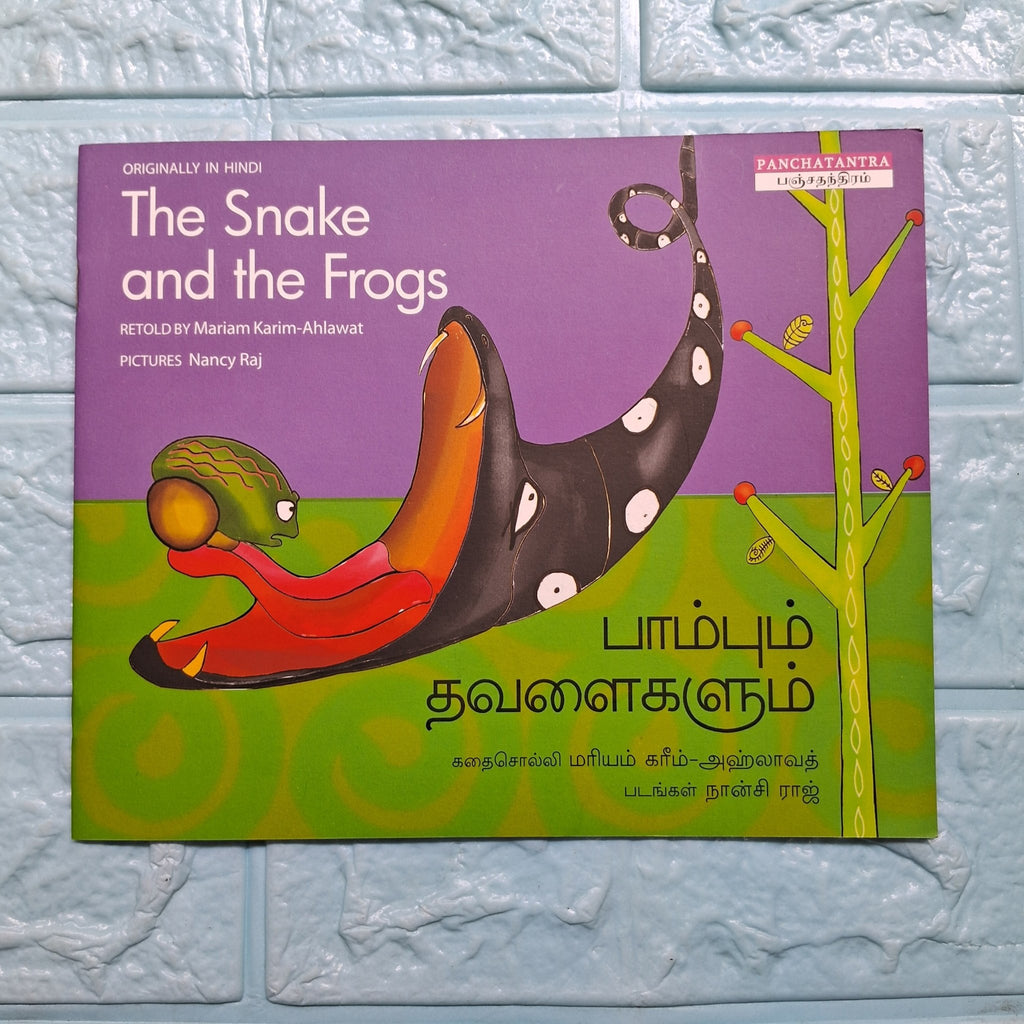 ORIGINALLY IN HINDI
The Snake
and the Frogs
RETOLD BY Mariam Karim-Ahlawat
PICTURES Nancy Raj
PANCHATANTRA
பஞ்சதந்திரம்
பாம்பும்
தவளைகளும்
கதைசொல்லி மரியம் கரீம்-அஹ்லாவத்
படங்கள் நான்சி ராஜ்